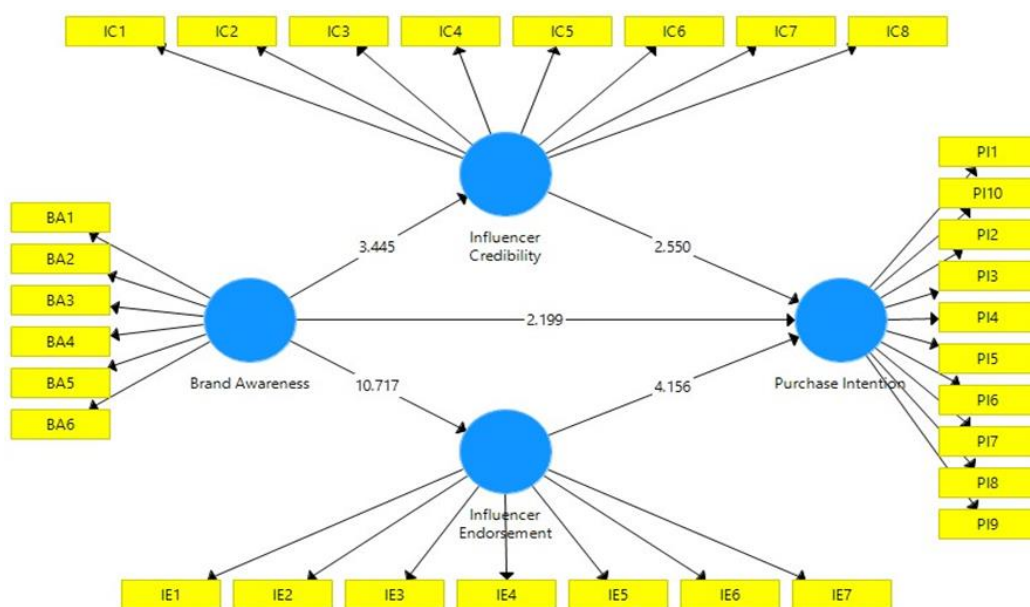 IC1 IC2 IC3 IC4 IC5 IC6 IC7 IC8
PI1
PI10
PI2
PI3
PI4
PI5
PI6
PI7
PI8
PI9
BA1
BA2
BA3
BA4
BA5
BA6
Influencer
Credibility
3.445
2.550
2.199
Brand Awareness
Purchase Intention
10.717
4.156
Influencer
Endorsement
IE1 IE2 IE3 IE4 IE5 IE6 IE7